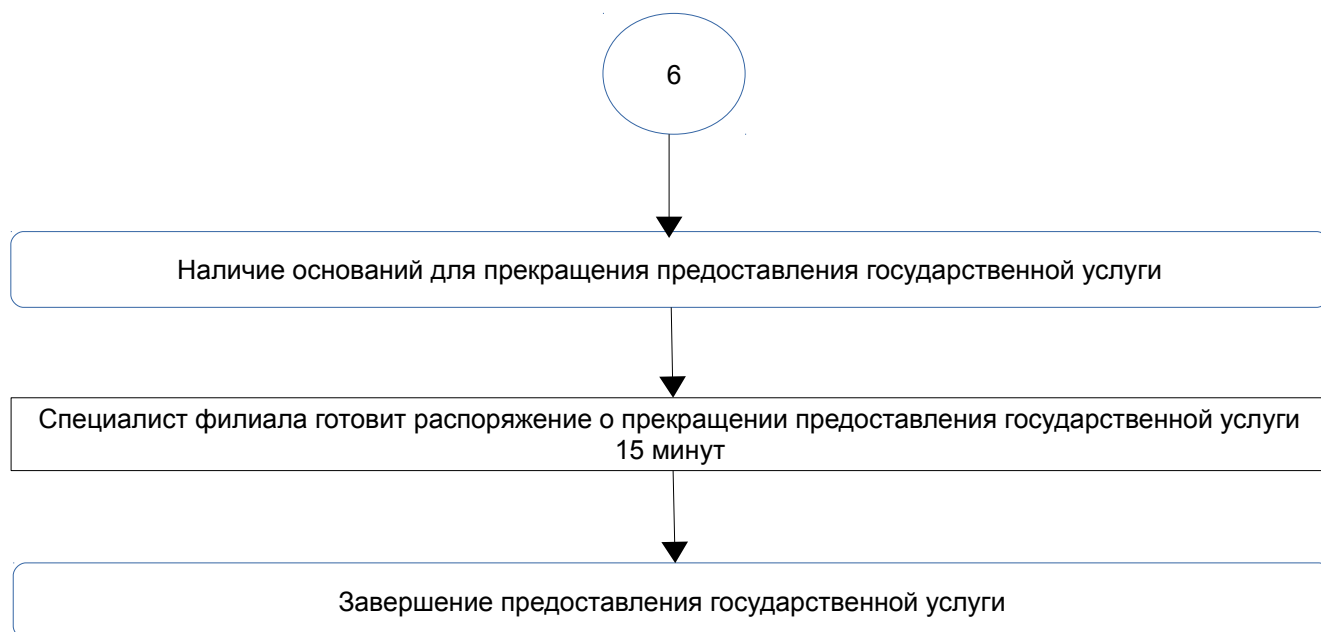 6
Наличие оснований для прекращения предоставления государственной услуги
Специалист филиала готовит распоряжение о прекращении предоставления государственной услуги
15 минут
Завершение предоставления государственной услуги